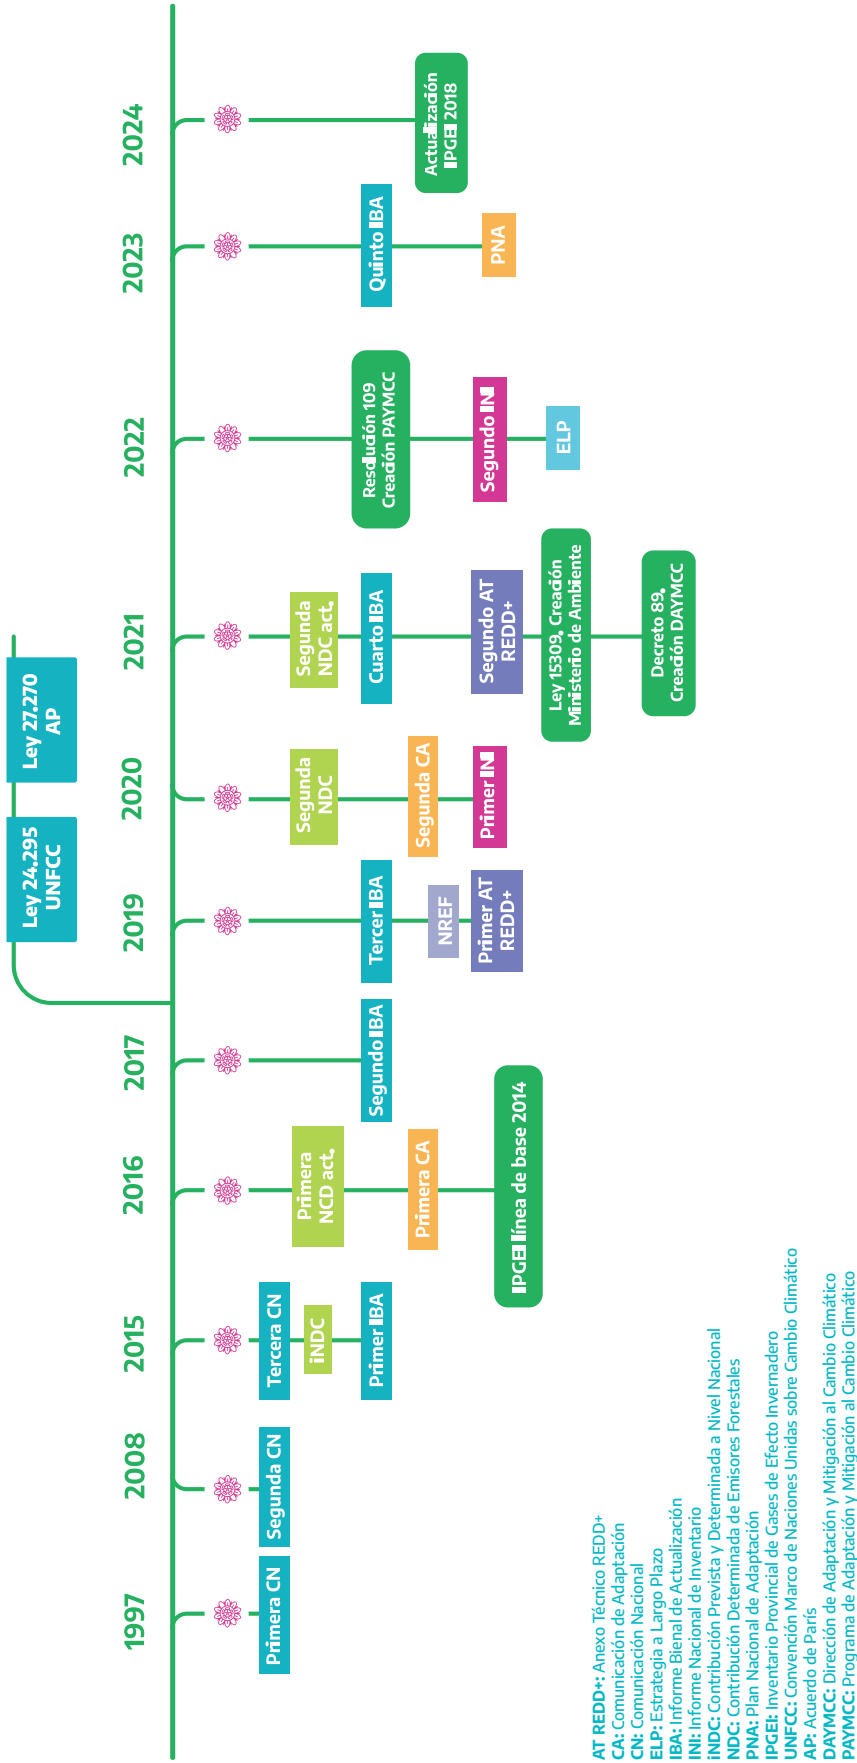 Ley 24.295
UNFCC
Ley 27.270
AP
1997
2008
2015
2016
2017
2019
2020
2021
2022
2023
2024
Primera CN
Segunda CN
Tercera CN
iNDC
Primer IBA
Primera
NCD act.
Primera CA
IPGEI línea de base 2014
Segundo IBA
Tercer IBA
NREF
Primer AT
REDD+
Segunda
NDC
Segunda CA
Primer INI
Segunda
NDC act.
Cuarto IBA
Segundo AT
REDD+
Ley 15309. Creación
Ministerio de Ambiente
Decreto 89.
Creación DAYMCC
Resolución 109
Creación PAYMCC
Segundo INI
ELP
Quinto IBA
PNA
Actualización
IPGEI 2018
AT REDD+: Anexo Técnico REDD+
CA: Comunicación de Adaptación
CN: Comunicación Nacional
ELP: Estrategia a Largo Plazo
IBA: Informe Bienal de Actualización
INI: Informe Nacional de Inventario
INDC: Contribución Prevista y Determinada a Nivel Nacional
NDC: Contribución Determinada de Emisores Forestales
PNA: Plan Nacional de Adaptación
IPGEI: Inventario Provincial de Gases de Efecto Invernadero
UNFCC: Convención Marco de Naciones Unidas sobre Cambio Climático
AP: Acuerdo de París
DAYMCC: Dirección de Adaptación y Mitigación al Cambio Climático
PAYMCC: Programa de Adaptación y Mitigación al Cambio Climático